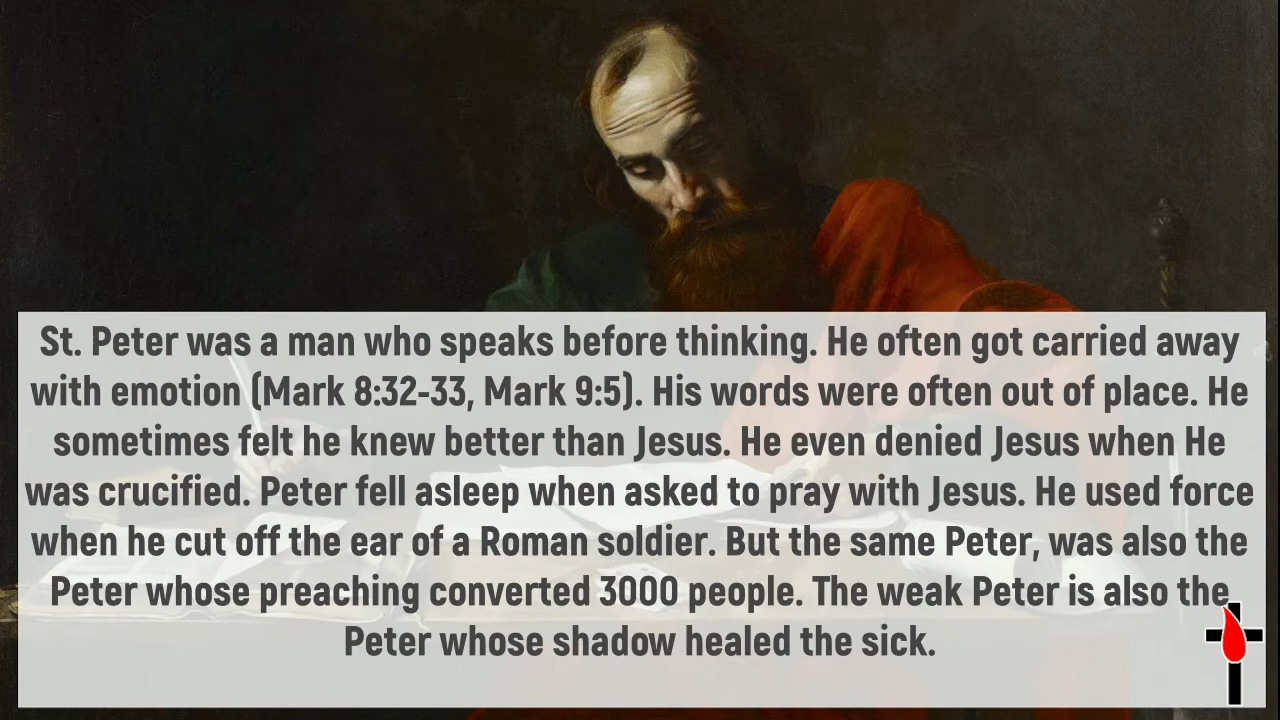 St. Peter was a man who speaks before thinking. He often got carried away
with emotion (Mark 8:32-33, Mark 9:5). His words were often out of place. He
sometimes felt he knew better than Jesus. He even denied Jesus when He
was crucified. Peter fell asleep when asked to pray with Jesus. He used force
when he cut off the ear of a Roman soldier. But the same Peter, was also the
Peter whose preaching converted 3000 people. The weak Peter is also the
Peter whose shadow healed the sick.